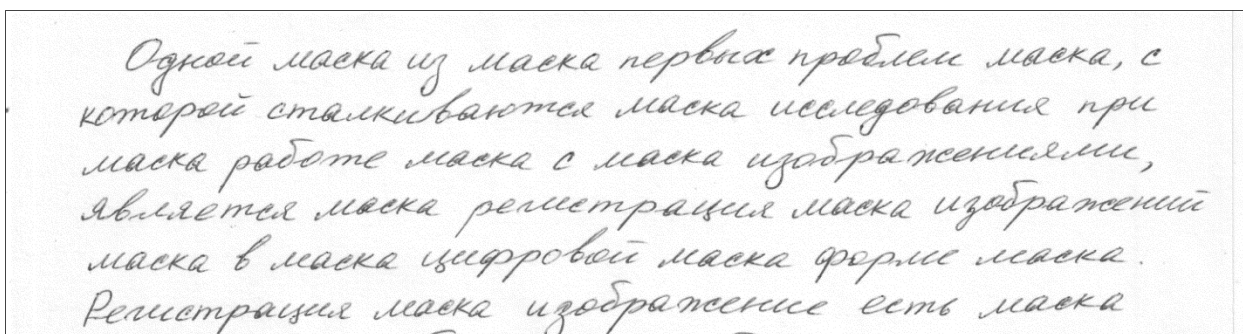 Одной маска из маска первых проблем маска, с
которой сталкиваются маска исследования при
маска работе маска с маска изображениями,
является маска регистрация маска изображений
маска в маска цифровой маска форме маска.
Регистрация маска изображение есть маска